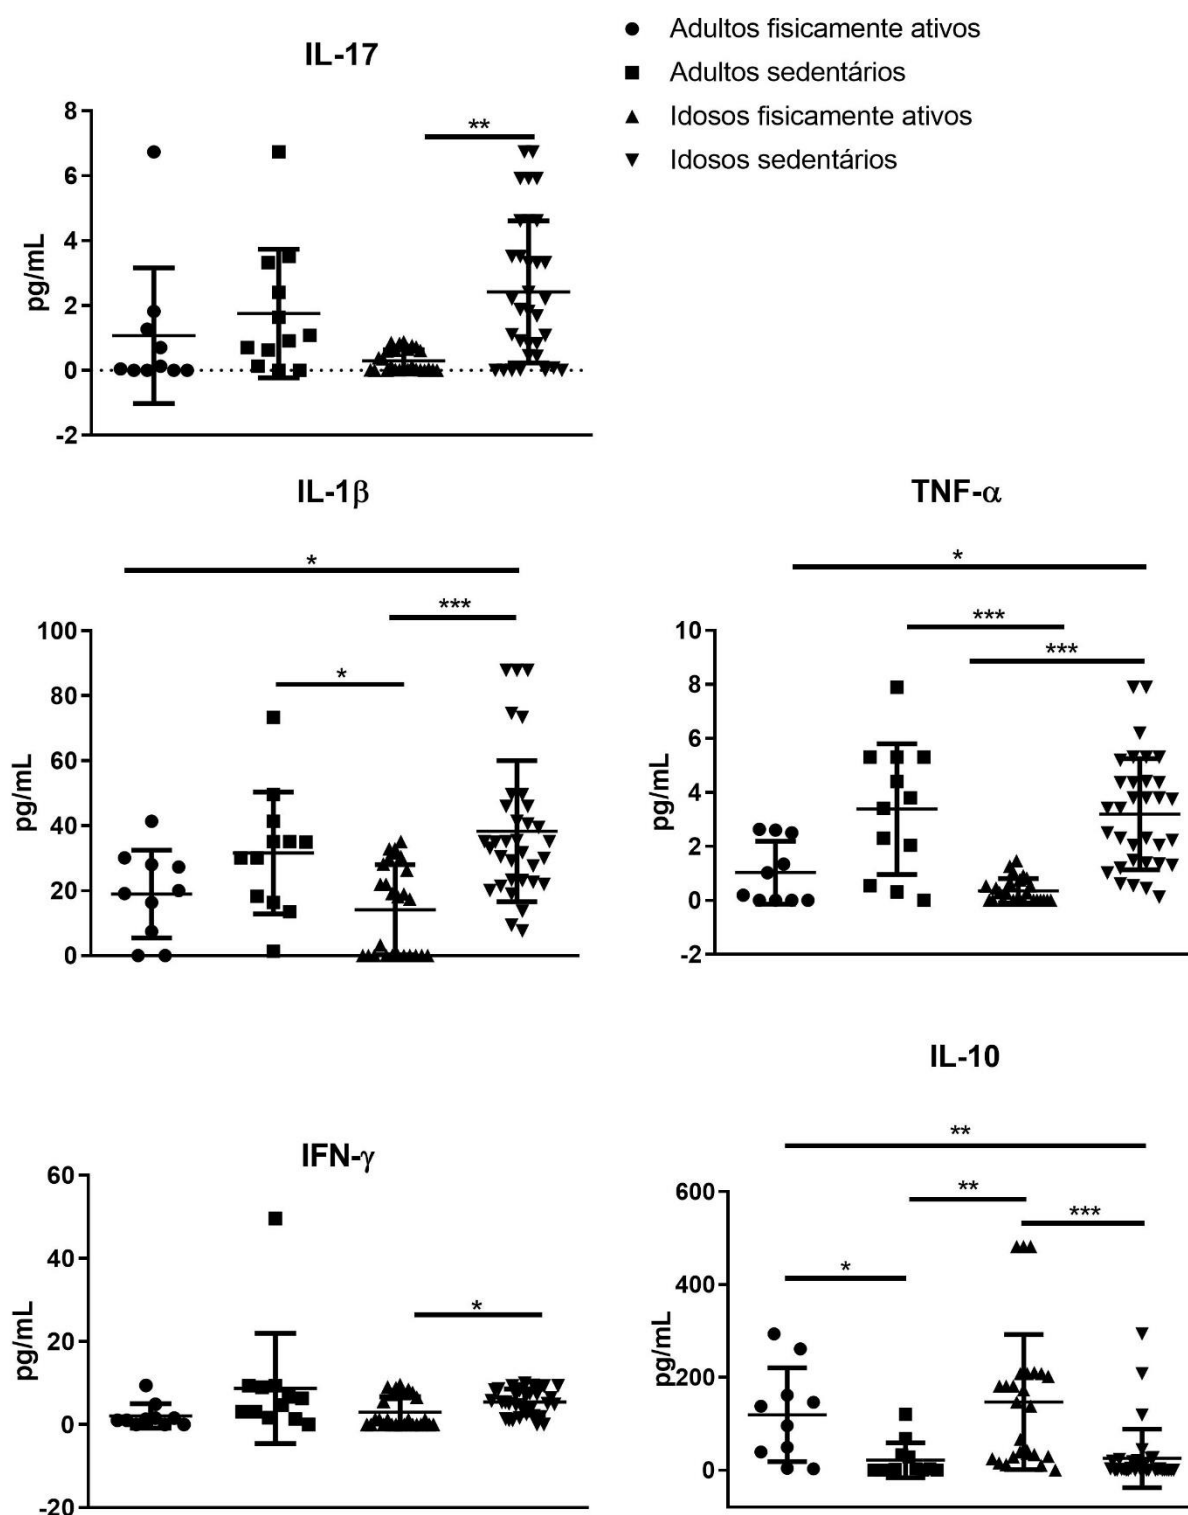 IL-17
Adultos fisicamente ativos
Adultos sedentários
Idosos fisicamente ativos
Idosos sedentários
**
8
6
4
2
0
-2
pg/mL
IL-1β
*
***
*
100
80
60
40
20
0
pg/mL
TNF-α
*
***
***
10
8
6
4
2
0
-2
pg/mL
IFN-γ
*
60
40
20
0
-20
pg/mL
IL-10
**
**
***
*
600
400
200
0
pg/mL